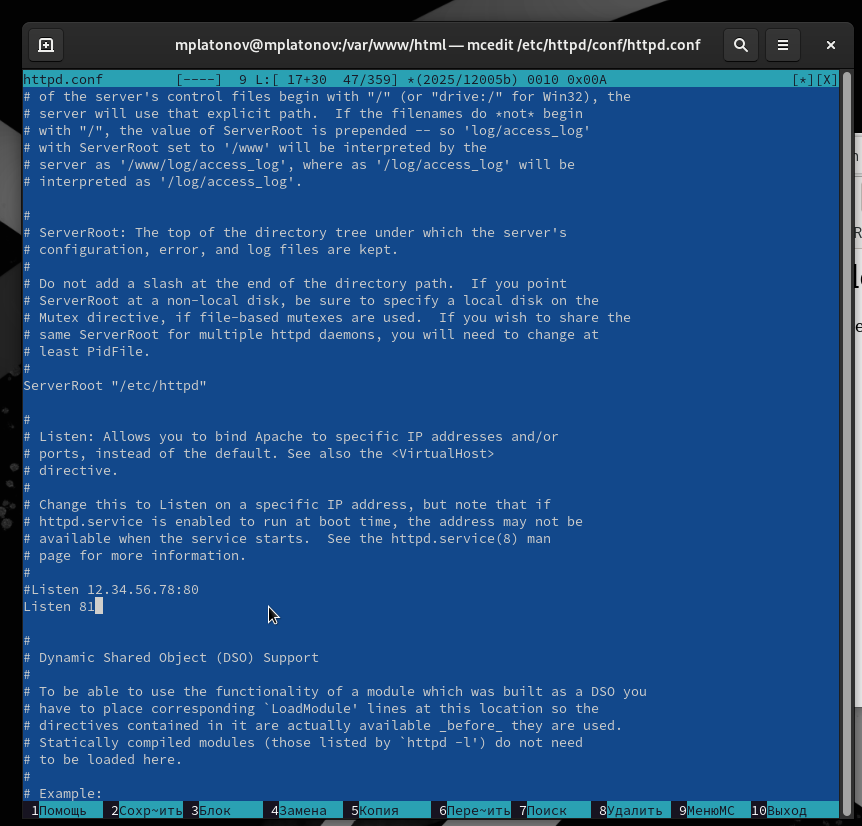 mplatonov@mplatonov:/var/www/html — mcedit /etc/httpd/conf/httpd.conf
httpd.conf [----] 9 L:[ 17+30 47/359] *(2025/12005b) 0010 0x00A [*][X]
# of the server's control files begin with "/" (or "drive:/" for Win32), the
# server will use that explicit path.  If the filenames do *not* begin
# with "/", the value of ServerRoot is prepended -- so 'log/access_log'
# with ServerRoot set to '/www' will be interpreted by the
# server as '/www/log/access_log', where as '/log/access_log' will be
# interpreted as '/log/access_log'.
#
# ServerRoot: The top of the directory tree under which the server's
# configuration, error, and log files are kept.
#
# Do not add a slash at the end of the directory path.  If you point
# ServerRoot at a non-local disk, be sure to specify a local disk on the
# Mutex directive, if file-based mutexes are used.  If you wish to share the
# same ServerRoot for multiple httpd daemons, you will need to change at
# least PidFile.
#
ServerRoot "/etc/httpd"
#
# Listen: Allows you to bind Apache to specific IP addresses and/or
# ports, instead of the default. See also the <VirtualHost>
# directive.
#
# Change this to Listen on a specific IP address, but note that if
# httpd.service is enabled to run at boot time, the address may not be
# available when the service starts.  See the httpd.service(8) man
# page for more information.
#
#Listen 12.34.56.78:80
Listen 81
#
# Dynamic Shared Object (DSO) Support
#
# To be able to use the functionality of a module which was built as a DSO you
# have to place corresponding `LoadModule' lines at this location so the
# directives contained in it are actually available _before_ they are used.
# Statically compiled modules (those listed by `httpd -l') do not need
# to be loaded here.
#
# Example:
1Помощь 2Сохр~ить 3Блок 4Замена 5Копия 6Пере~ить 7Поиск 8Удалить 9МенюMC 10Выход